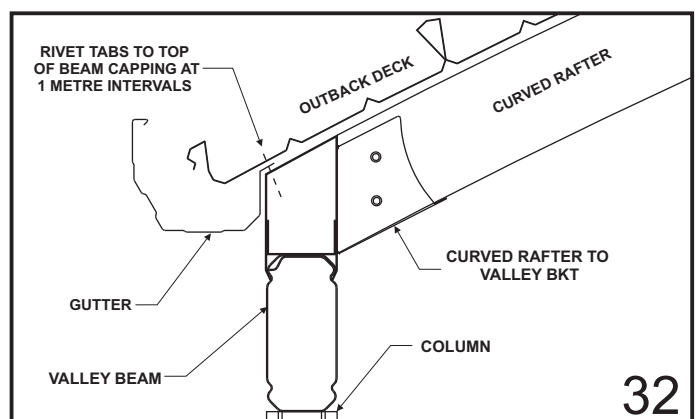 RIVET TABS TO TOP
OF BEAM CAPPING AT
1 METRE INTERVALS
OUTBACK DECK
CURVED RAFTER
CURVED RAFTER TO
VALLEY BKT
GUTTER
COLUMN
VALLEY BEAM
32